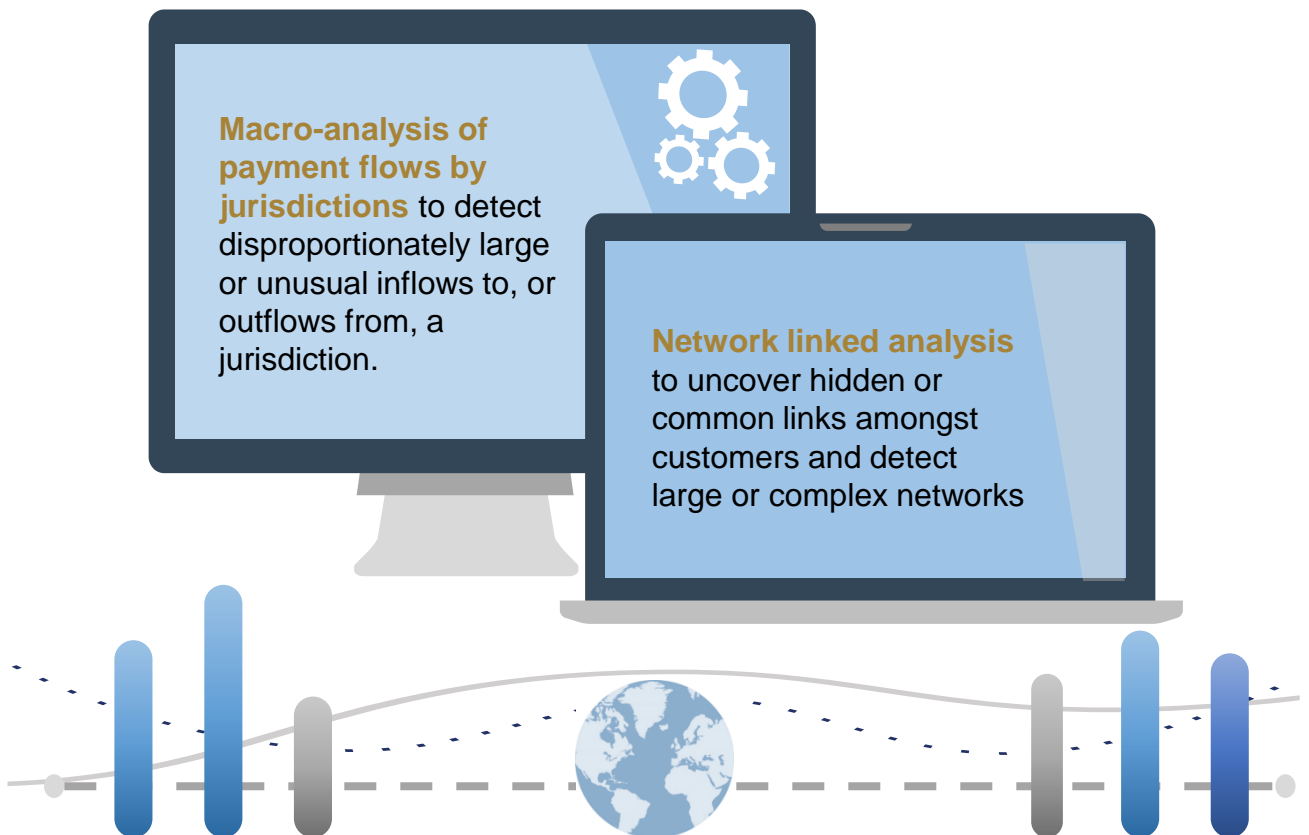 Macro-analysis of
payment flows by
jurisdictions to detect
disproportionately large
or unusual inflows to, or
outflows from, a
jurisdiction.
Network linked analysis
to uncover hidden or
common links amongst
customers and detect
large or complex networks